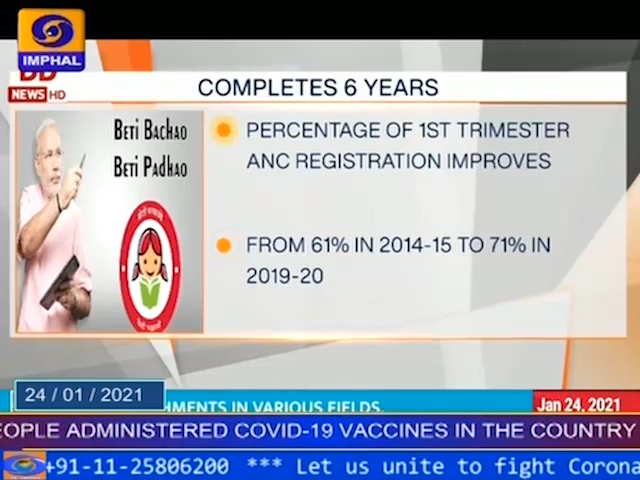 IMPHAL
DD
NEWS HD
COMPLETES 6 YEARS
BETI BACHAO
BETI PADHAO
PERCENTAGE OF 1ST TRIMESTER
ANC REGISTRATION IMPROVES
FROM 61% IN 2014-15 TO 71% IN
2019-20
24 / 01 / 2021
HMENTS IN VARIOUS FIELDS.
Jan 24, 2021
EOPLE ADMINISTERED COVID-19 VACCINES IN THE COUNTRY
+91-11-25806200 *** Let us unite to fight Corona